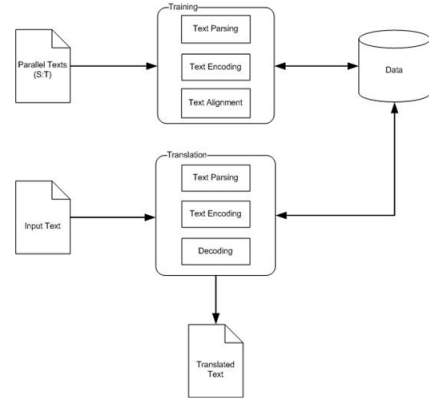 Training
Text Parsing
Parallel Texts
(S:T)
Text Encoding
Data
Text Alignment
Translation
Text Parsing
Input Text
Text Encoding
Decoding
Translated
Text